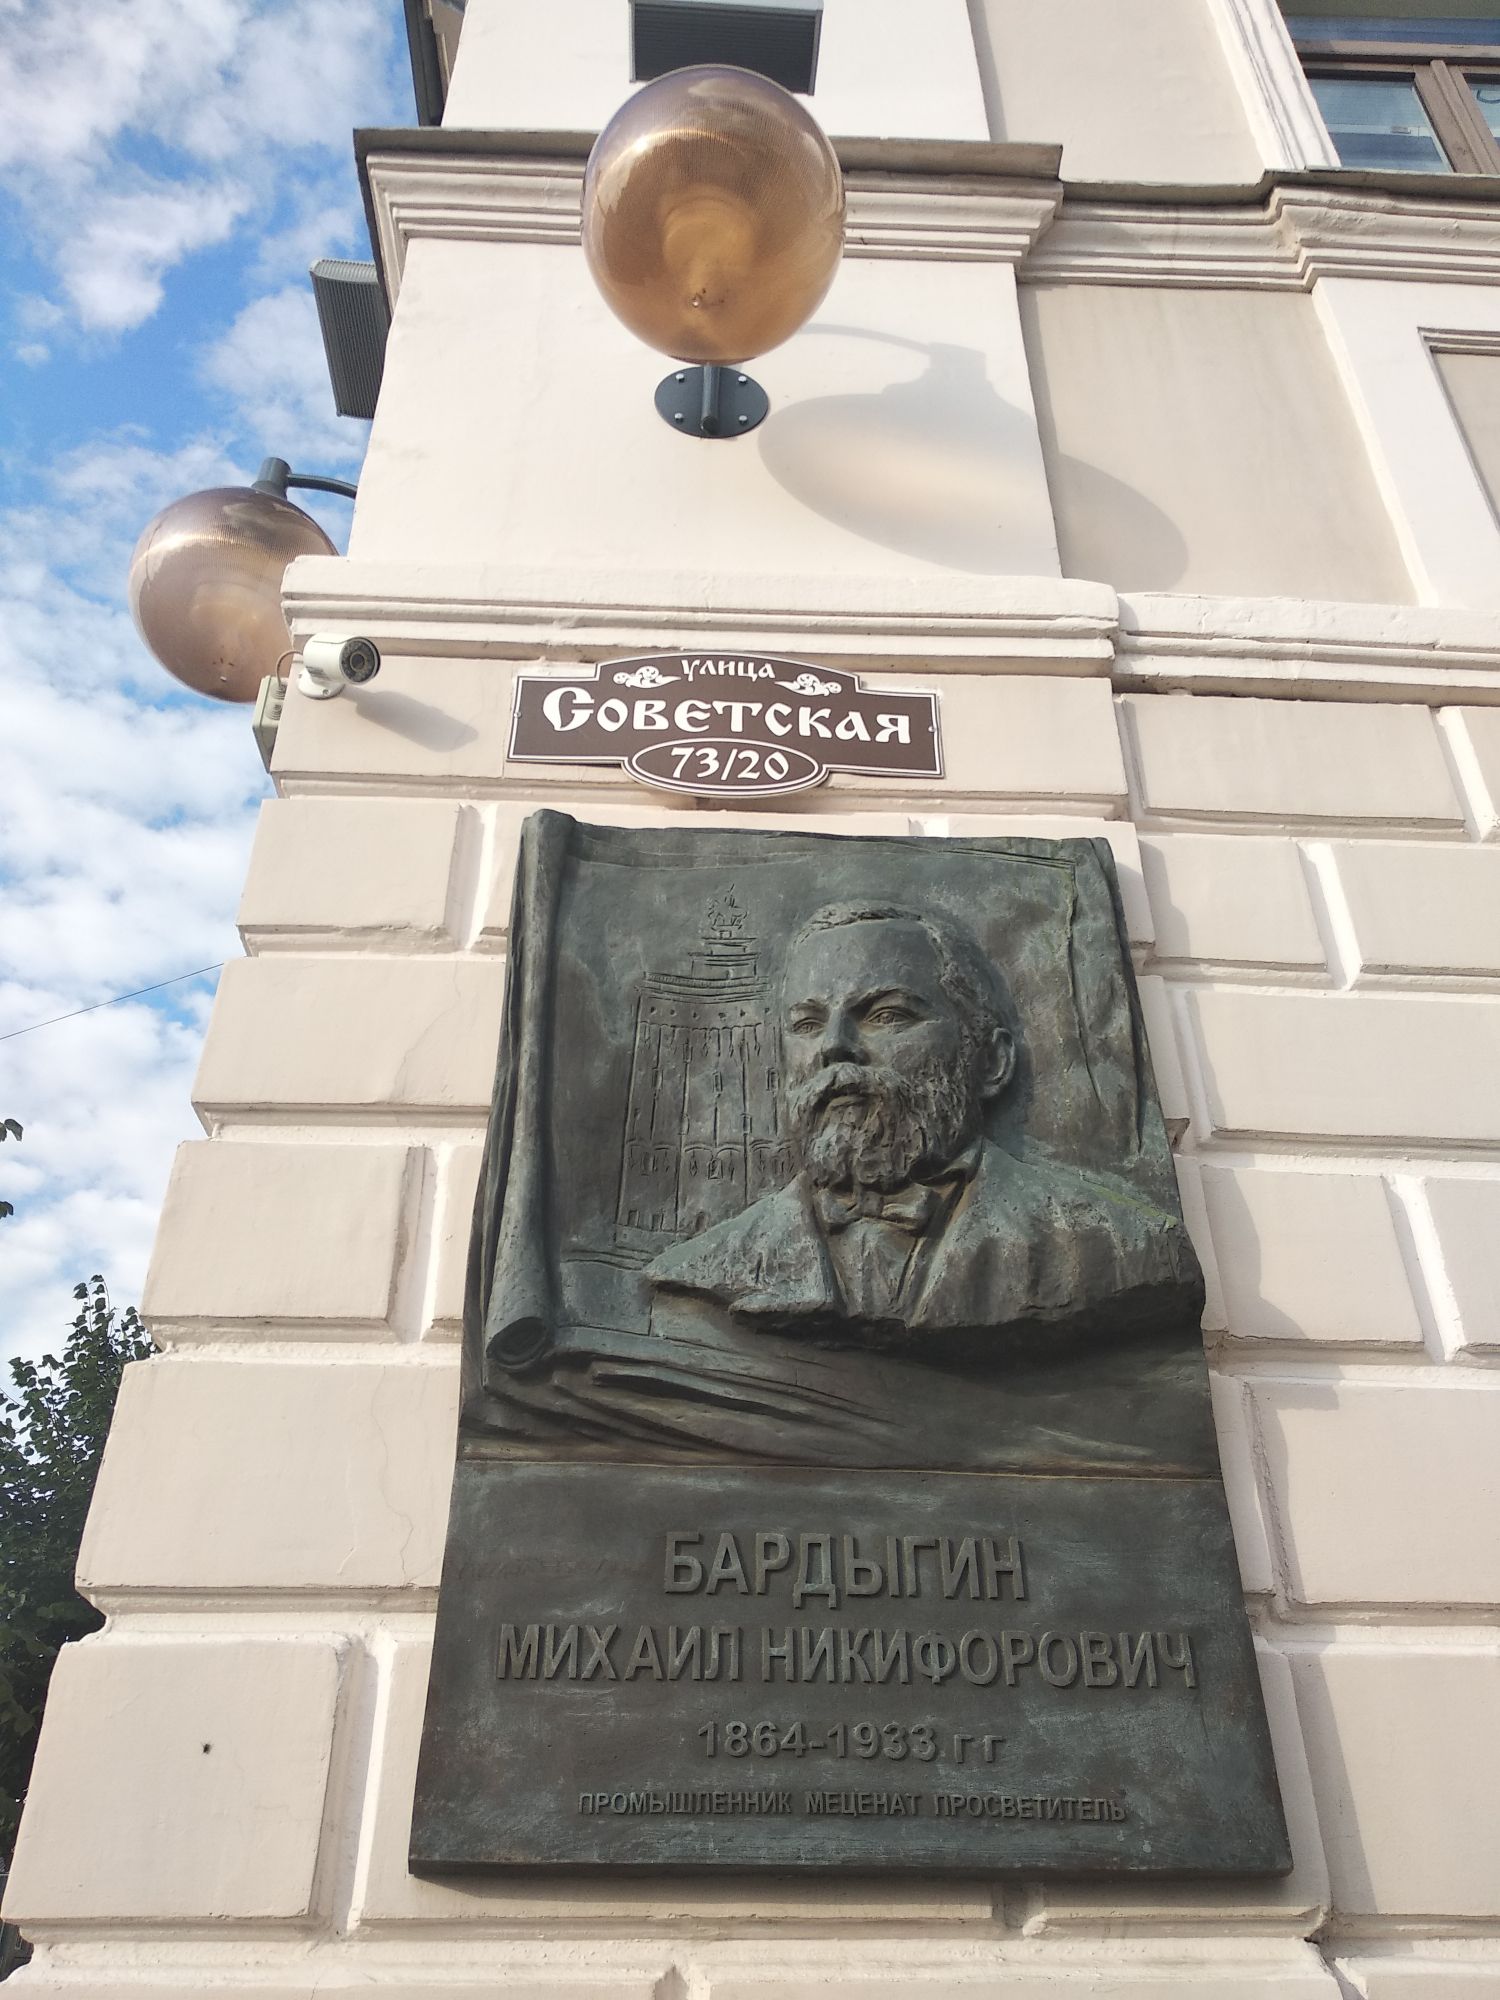 улица
Советская
73/20
БАРДЫГИН
МИХАИЛ НИКИФОРОВИЧ
1864-1933 гг
ПРОМЫШЛЕННИК МЕЦЕНАТ ПРОСВЕТИТЕЛЬ